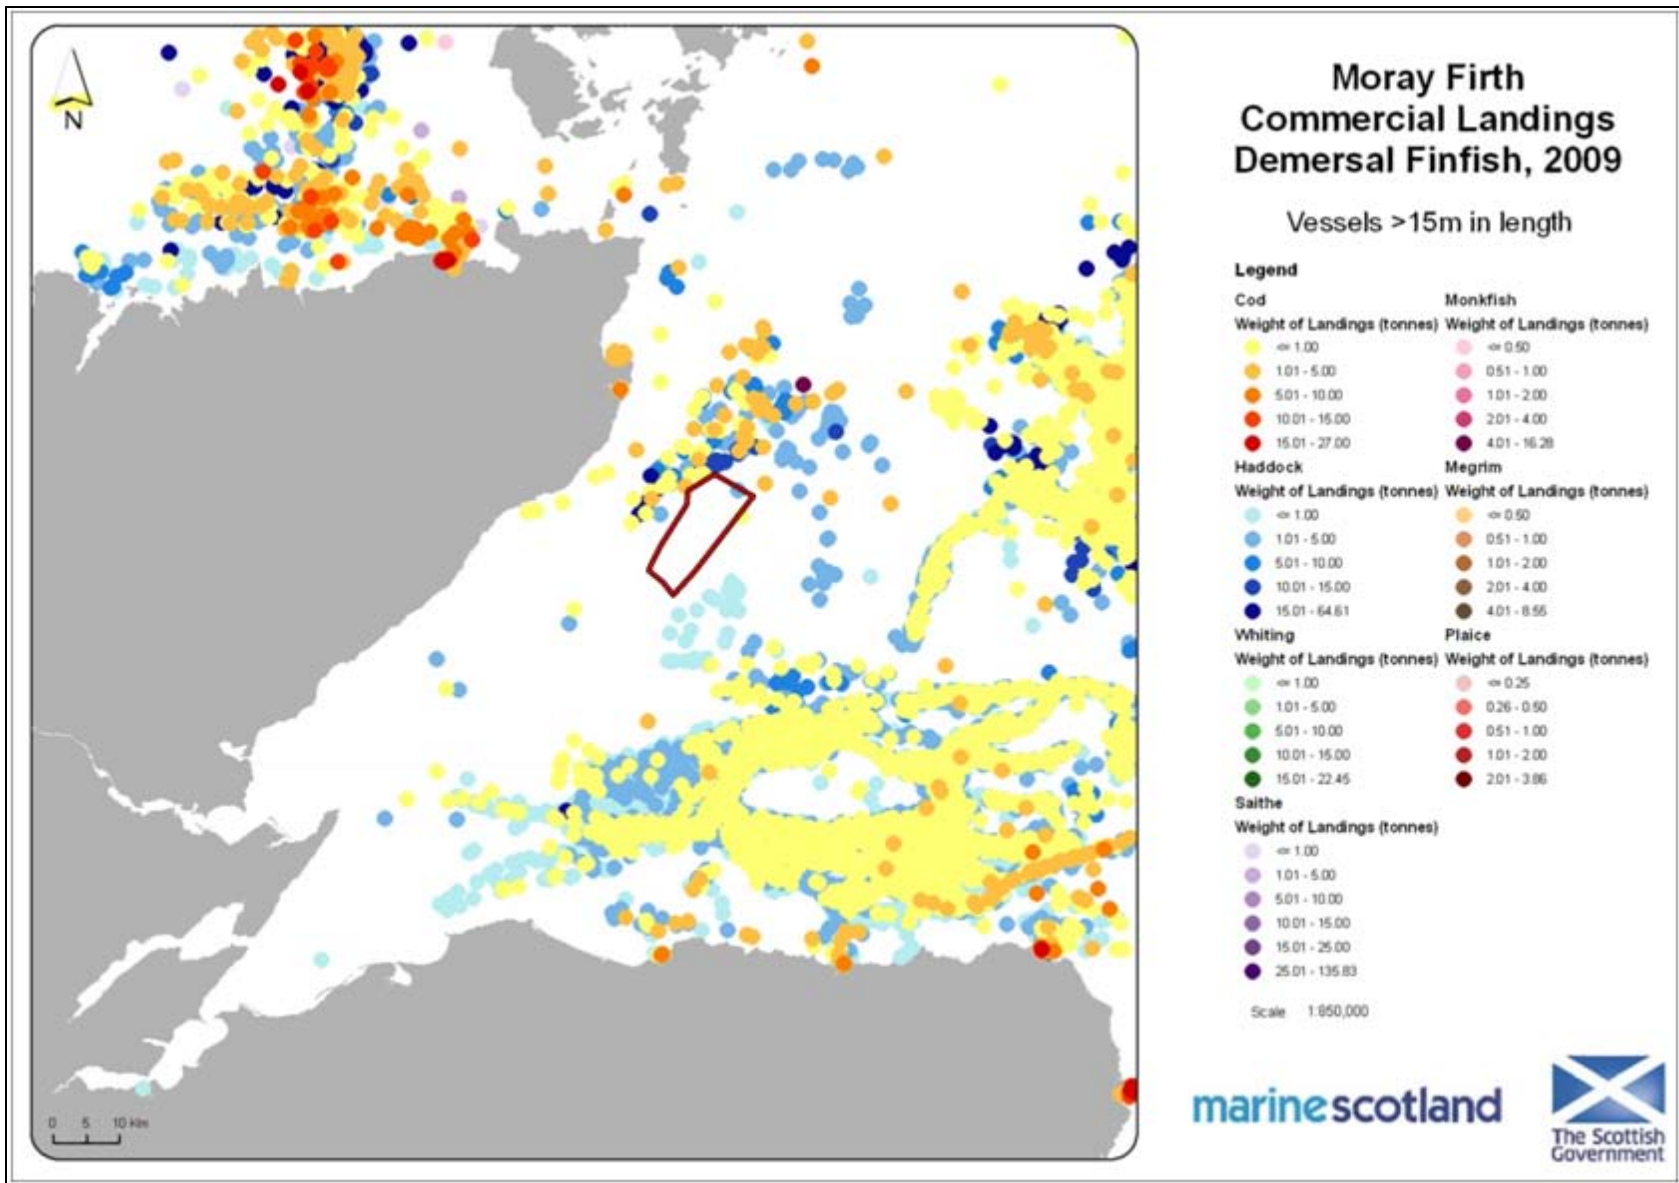 N
0 5 10 Km
Moray Firth
Commercial Landings
Demersal Finfish, 2009
Vessels >15m in length
Legend
Cod
Weight of Landings (tonnes)
<= 1.00
1.01 - 5.00
5.01 - 10.00
10.01 - 15.00
15.01 - 27.00
Haddock
Weight of Landings (tonnes)
<= 1.00
1.01 - 5.00
5.01 - 10.00
10.01 - 15.00
15.01 - 64.61
Whiting
Weight of Landings (tonnes)
<= 1.00
1.01 - 5.00
5.01 - 10.00
10.01 - 15.00
15.01 - 22.45
Saithe
Weight of Landings (tonnes)
<= 1.00
1.01 - 5.00
5.01 - 10.00
10.01 - 15.00
15.01 - 25.00
25.01 - 135.83
Monkfish
Weight of Landings (tonnes)
<= 0.50
0.51 - 1.00
1.01 - 2.00
2.01 - 4.00
4.01 - 16.28
Megrim
Weight of Landings (tonnes)
<= 0.50
0.51 - 1.00
1.01 - 2.00
2.01 - 4.00
4.01 - 8.55
Plaice
Weight of Landings (tonnes)
<= 0.25
0.26 - 0.50
0.51 - 1.00
1.01 - 2.00
2.01 - 3.86
Scale 1:850,000
marinescotland
The Scottish
Government